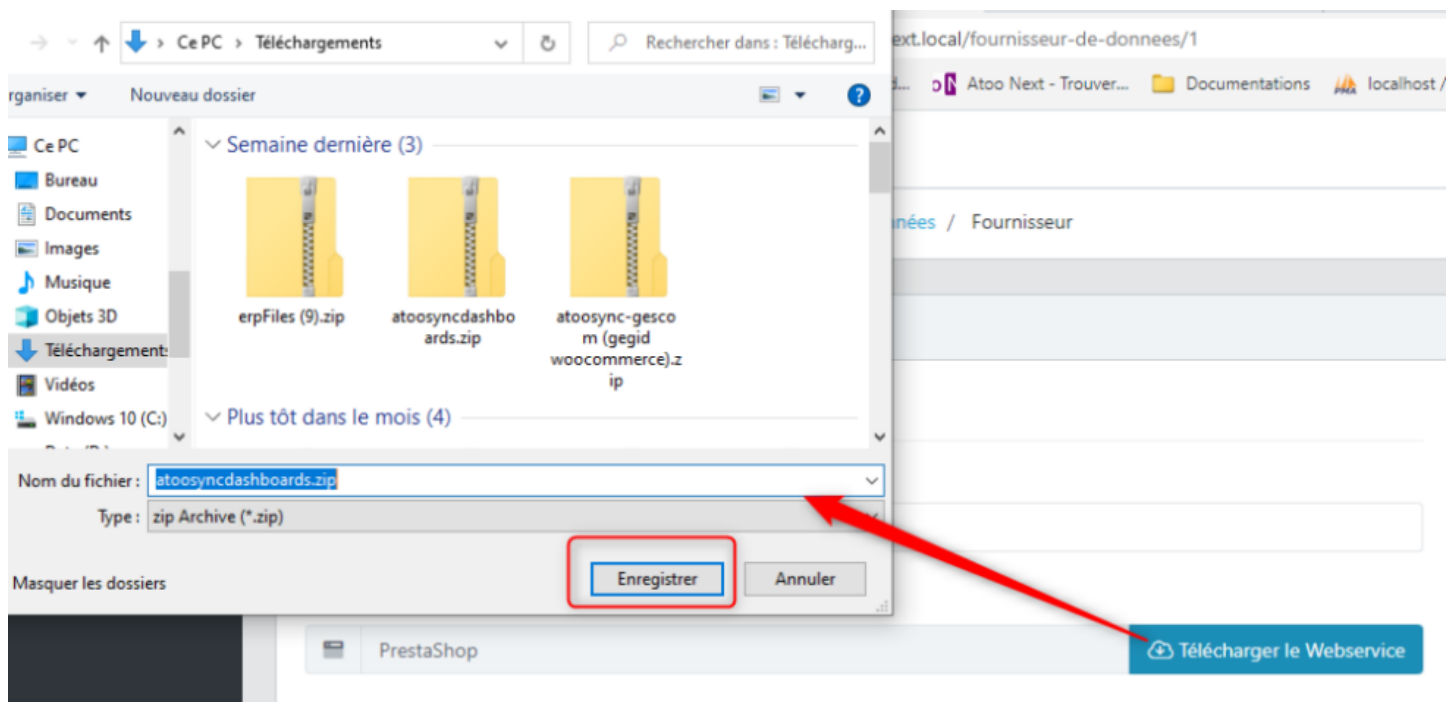 Ce PC > Téléchargements
Rechercher dans : Télécharg...
ext.local/fournisseur-de-donnees/1
rganiser
Nouveau dossier
Atoo Next - Trouver...
Documentations
localhost /
Ce PC
Bureau
Documents
Images
Musique
Objets 3D
Téléchargement
Vidéos
Windows 10 (C:)
Semaine dernière (3)
erpFiles (9).zip
atoosyncdashbo
ards.zip
atoosync-gesco
m (gegid
woocommerce).z
ip
Plus tôt dans le mois (4)
nées / Fournisseur
Nom du fichier : atoosyncdashboards.zip
Type : zip Archive (*.zip)
Masquer les dossiers
Enregistrer
Annuler
PrestaShop
Télécharger le Webservice